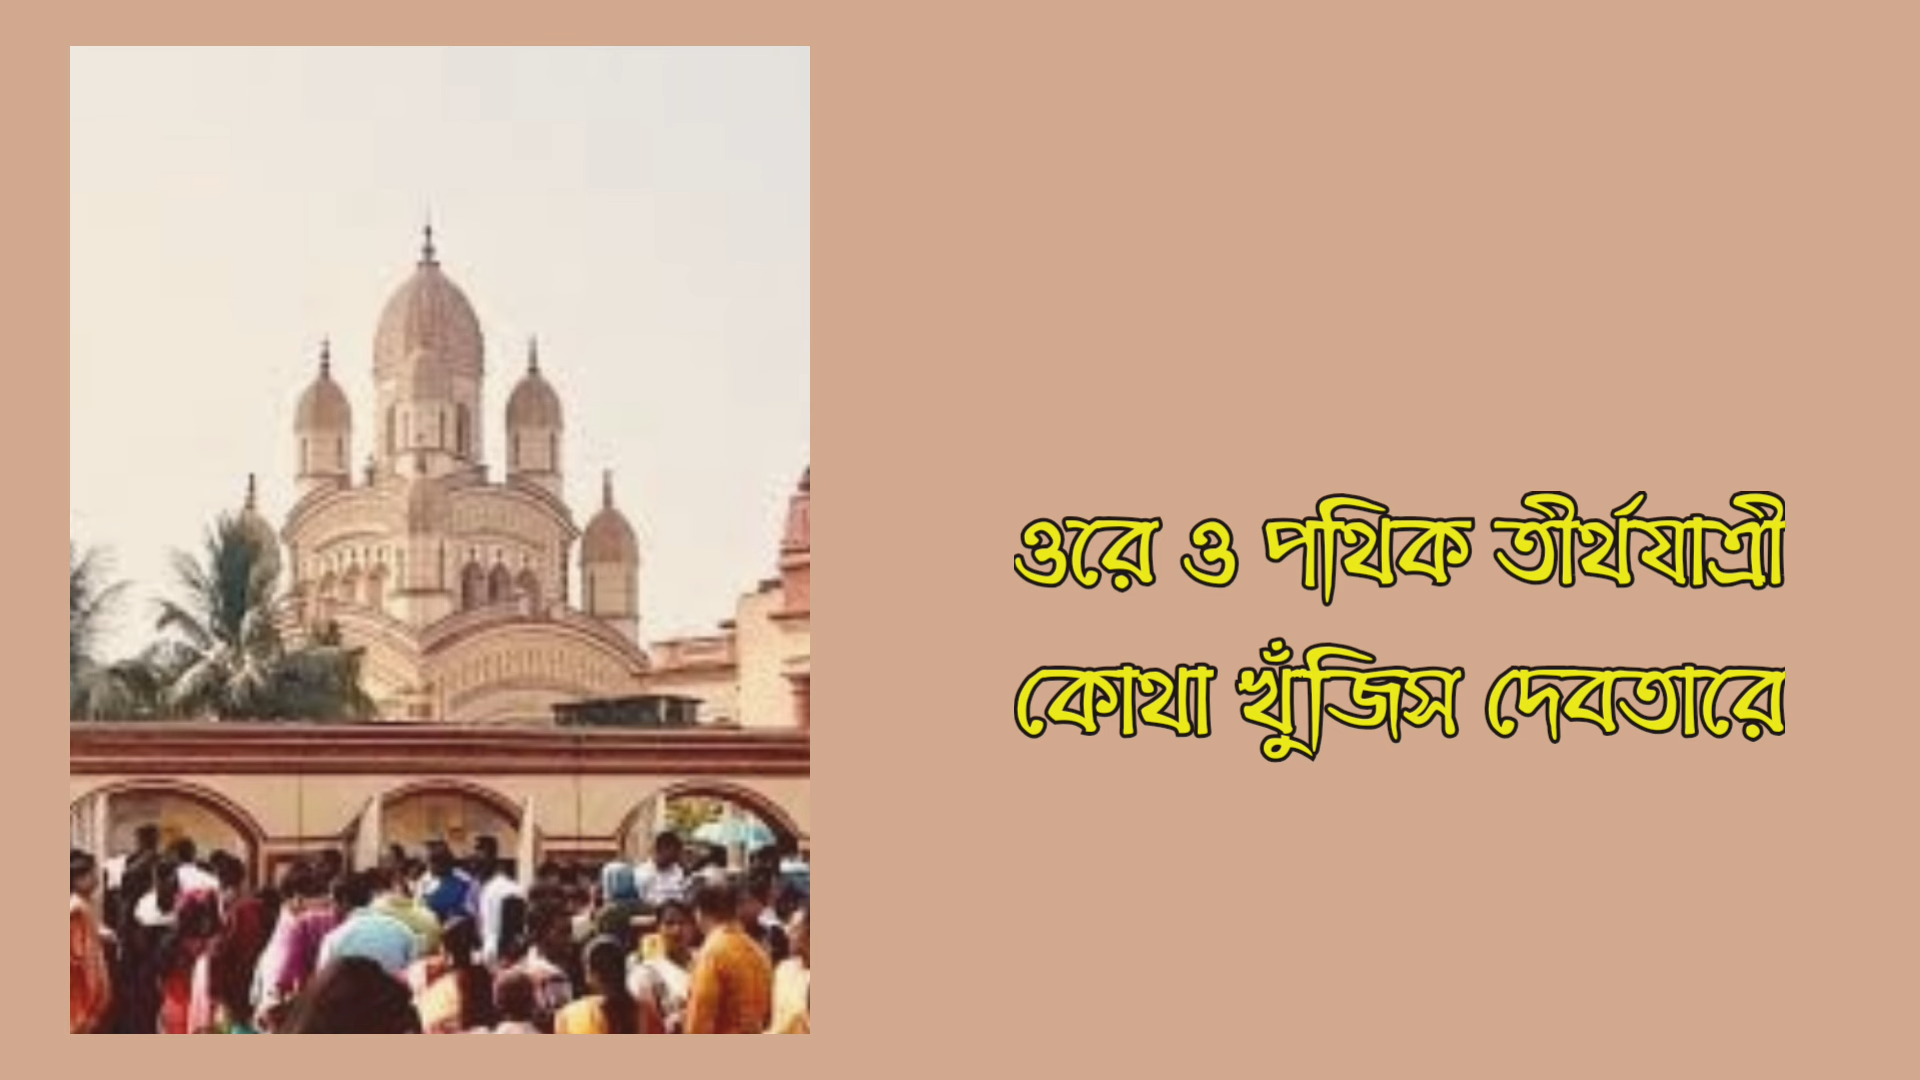 ওরে ও পথিক তীর্থযাত্রী
কোথা খুঁজিস দেবতারে